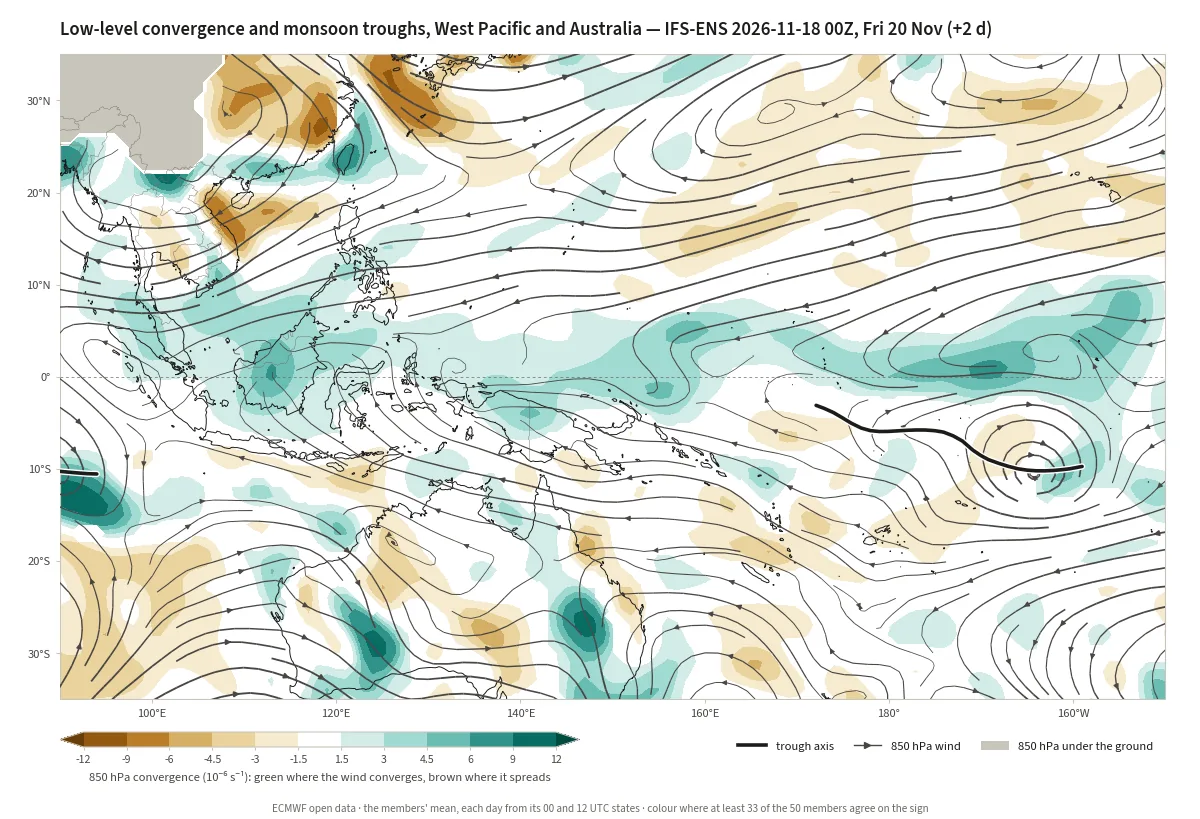 Low-level convergence and monsoon troughs, West Pacific and Australia — IFS-ENS 2026-11-18 00Z, Fri 20 Nov (+2 d)
30°N
20°N
10°N
0°
10°S
20°S
30°S
100°E 120°E 140°E 160°E 180° 160°W
-12 -9 -6 -4.5 -3 -1.5 1.5 3 4.5 6 9 12
850 hPa convergence (10⁻⁶ s⁻¹): green where the wind converges, brown where it spreads
trough axis 850 hPa wind 850 hPa under the ground
ECMWF open data · the members' mean, each day from its 00 and 12 UTC states · colour where at least 33 of the 50 members agree on the sign